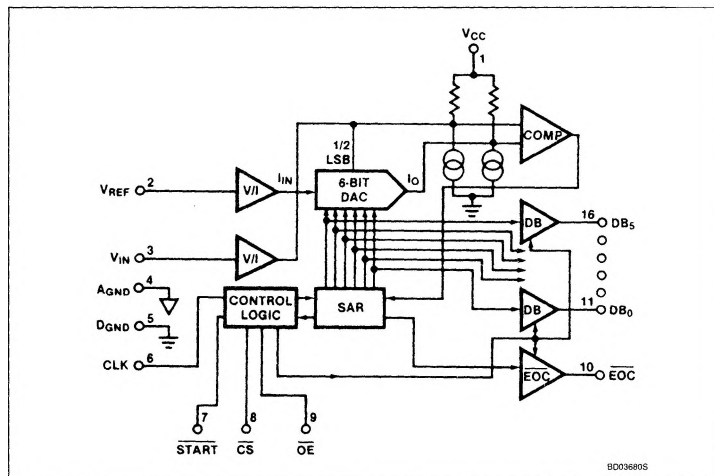 VCC
1
COMP
1/2
LSB
VREF 2
V/I
IIN
6-BIT
DAC
IO
VIN 3
V/I
DB
16
DB5
AGND 4
DGND 5
CONTROL
LOGIC
SAR
DB
11
DB0
CLK 6
EOC
10
EOC
7
8
9
START
CS
OE
BD03680S